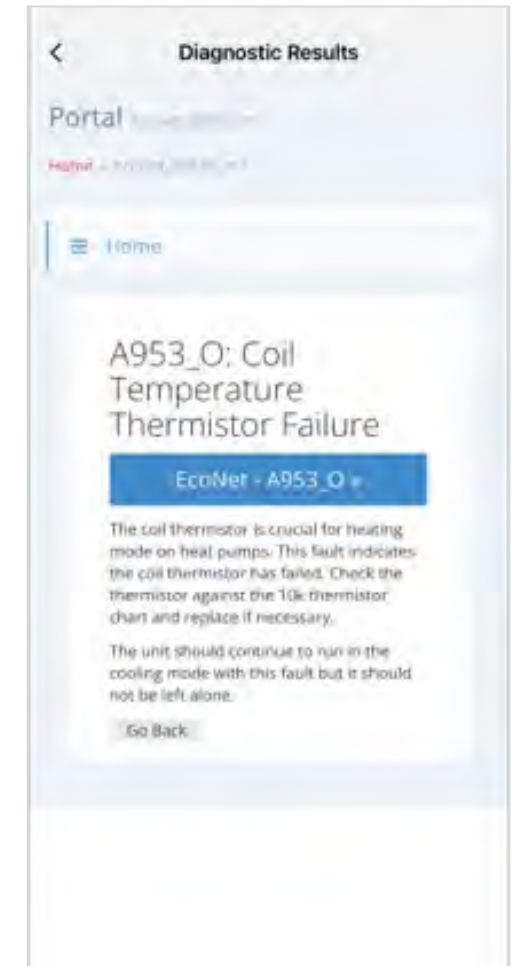 Diagnostic Results
Portal
Home
Home
A953_O: Coil
Temperature
Thermistor Failure
EcoNet - A953_O »
The coil thermistor is crucial for heating
mode on heat pumps. This fault indicates
the coil thermistor has failed. Check the
thermistor against the 10k thermistor
chart and replace if necessary.
The unit should continue to run in the
cooling mode with this fault but it should
not be left alone.
Go Back